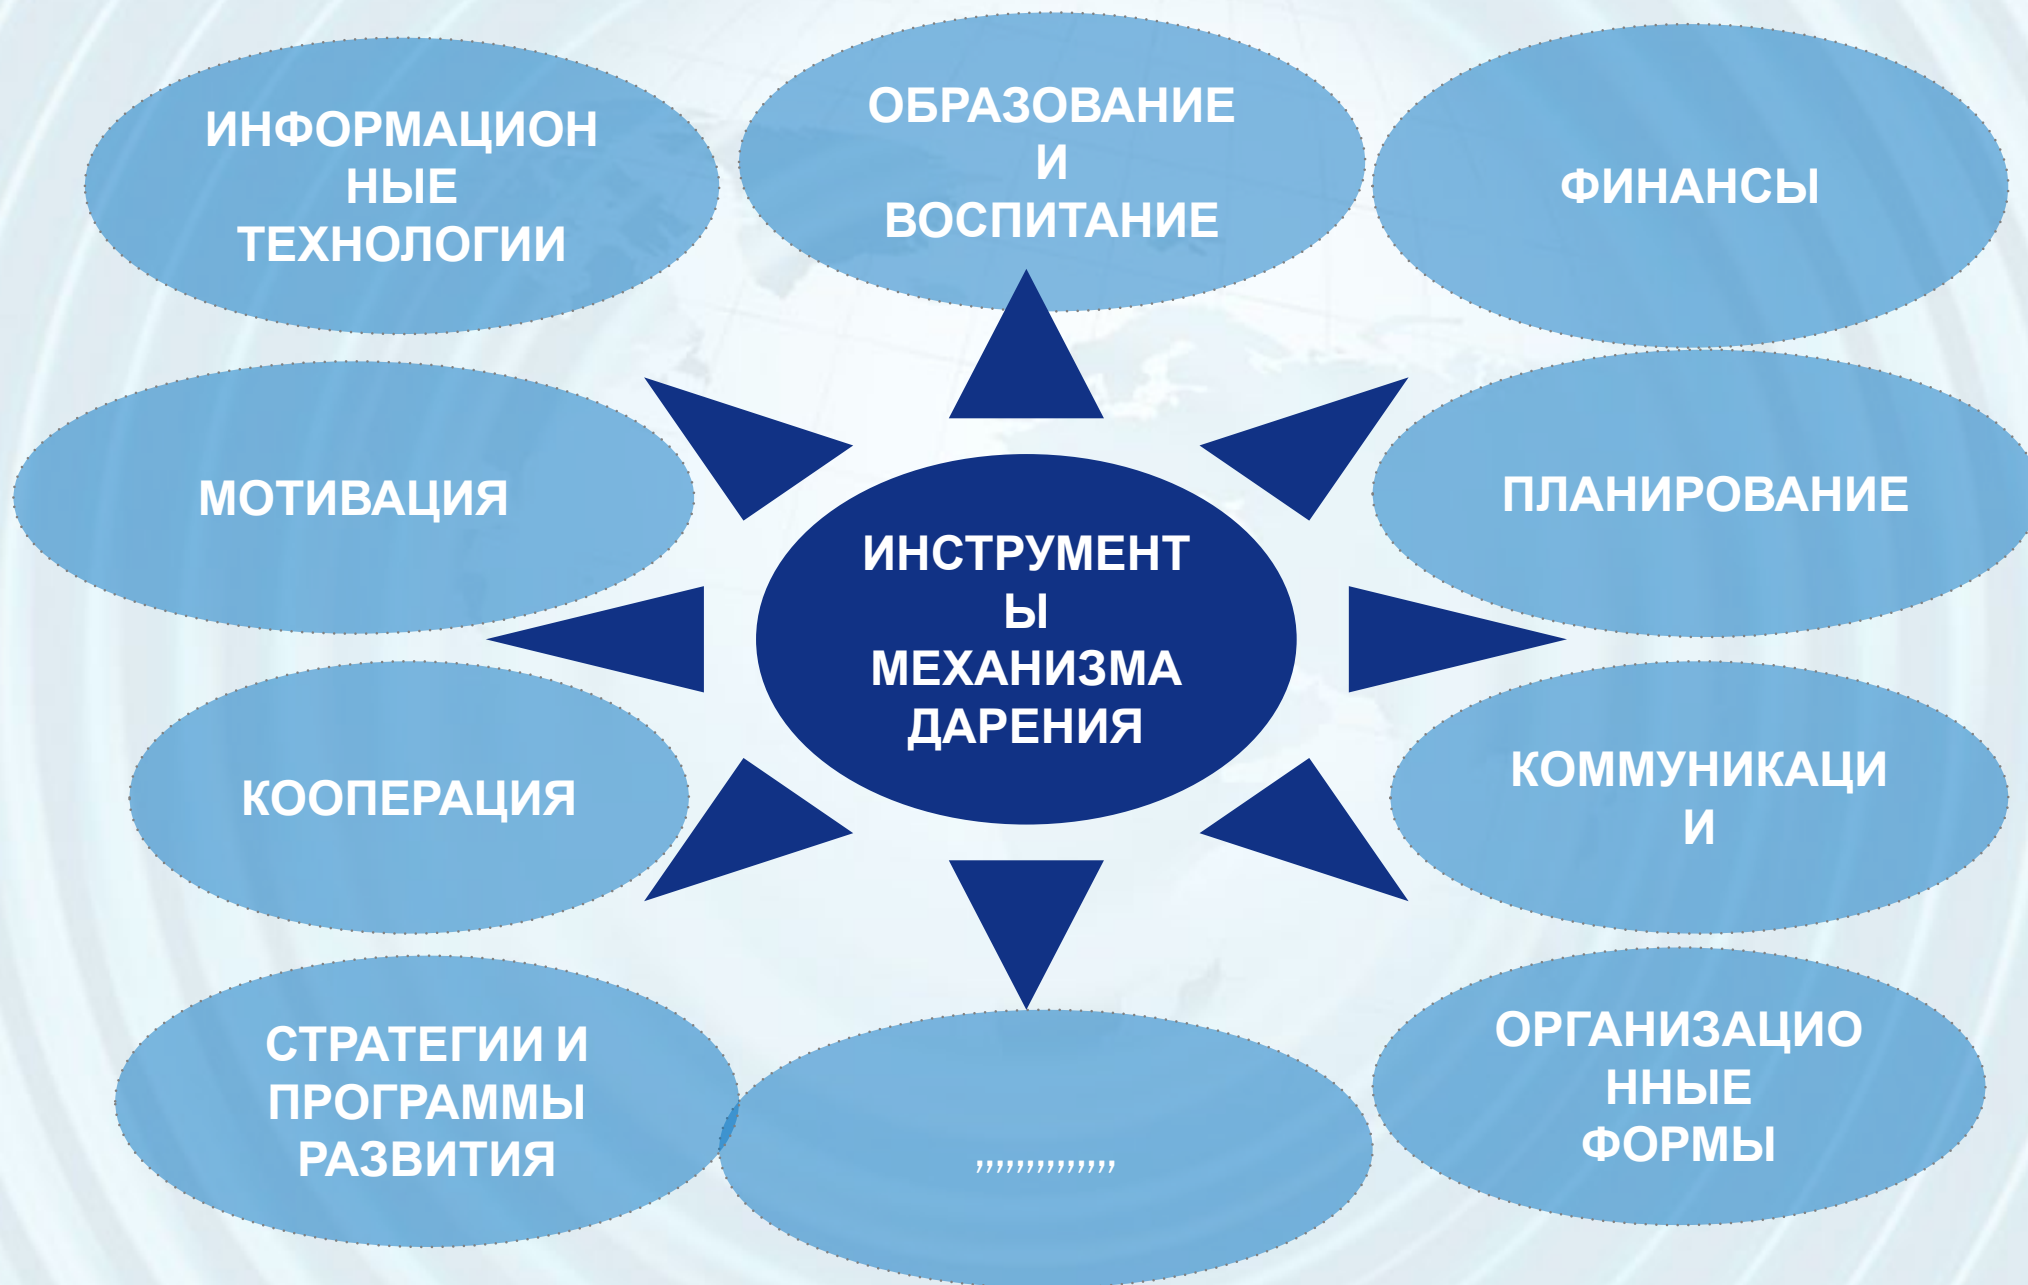 ИНФОРМАЦИОН
НЫЕ
ТЕХНОЛОГИИ
ОБРАЗОВАНИЕ
И
ВОСПИТАНИЕ
ФИНАНСЫ
МОТИВАЦИЯ
ИНСТРУМЕНТ
Ы
МЕХАНИЗМА
ДАРЕНИЯ
ПЛАНИРОВАНИЕ
КООПЕРАЦИЯ
КОММУНИКАЦИ
И
СТРАТЕГИИ И
ПРОГРАММЫ
РАЗВИТИЯ
,,,,,,,,,,,,,,
ОРГАНИЗАЦИО
ННЫЕ
ФОРМЫ